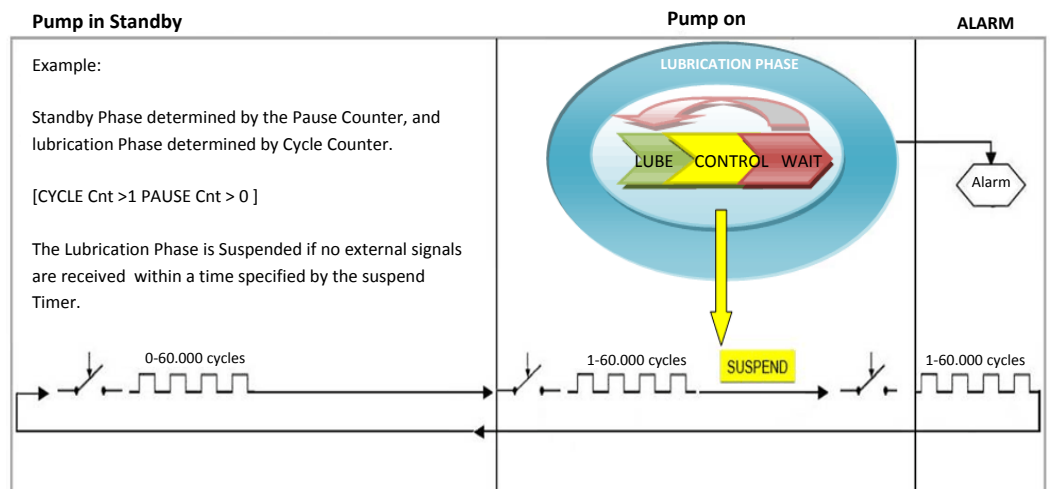 Pump in Standby
Pump on
ALARM
Example:
Standby Phase determined by the Pause Counter, and
lubrication Phase determined by Cycle Counter.
[CYCLE Cnt >1 PAUSE Cnt > 0 ]
The Lubrication Phase is Suspended if no external signals
are received within a time specified by the suspend
Timer.
LUBRICATION PHASE
LUBE CONTROL WAIT
Alarm
0-60.000 cycles
1-60.000 cycles
SUSPEND
1-60.000 cycles